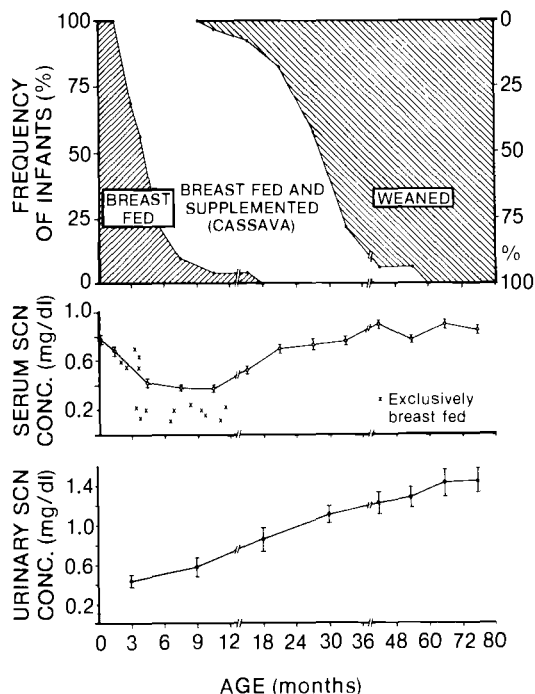 100
75
50
25
0
FREQUENCY
OF INFANTS (%)
0
25
50
75
%
100
BREAST
FED
BREAST FED AND
SUPPLEMENTED
(CASSAVA)
WEANED
1.0
0.6
0.2
SERUM SCN
CONC. (mg/dl)
x Exclusively
breast fed
1.4
1.0
0.6
0.2
URINARY SCN
CONC. (mg/dl)
0 3 6 9 12 18 24 30 36 48 60 72 80
AGE (months)